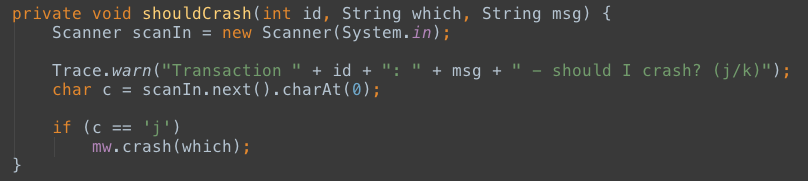 private void shouldCrash(int id, String which, String msg) {
    Scanner scanIn = new Scanner(System.in);

    Trace.warn("Transaction " + id + ": " + msg + " - should I crash? (j/k)");
    char c = scanIn.next().charAt(0);

    if (c == 'j')
        mw.crash(which);
}